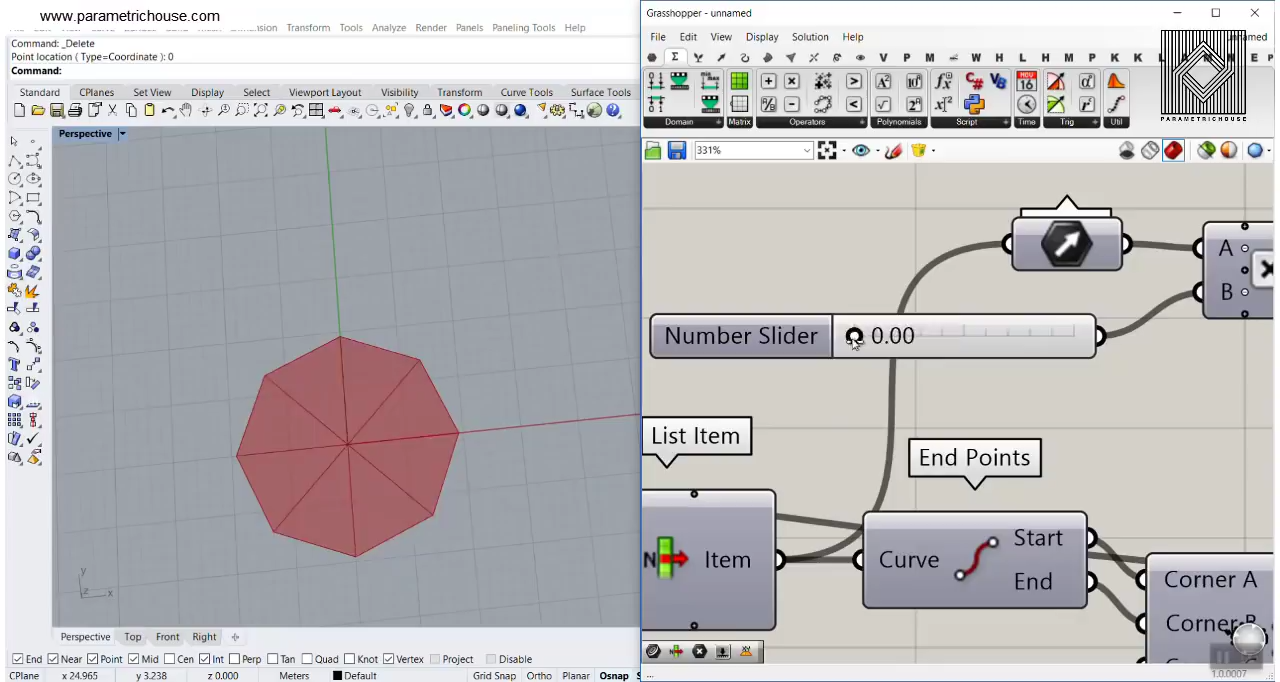 www.parametrichouse.com
Transform Tools Analyze Render Panels Paneling Tools Help
Command: _Delete
Point location ( Type=Coordinate ): 0
Command:
Standard CPlanes Set View Display Select Viewport Layout Visibility Transform Curve Tools Surface Tools
Perspective
y
z x
Perspective Top Front Right
End Near Point Mid Cen Int Perp Tan Quad Knot Vertex Project Disable
CPlane x 24.965 y 3.238 z 0.000 Meters Default Grid Snap Ortho Planar Osnap
Grasshopper - unnamed
File Edit View Display Solution Help
V P M W H L H M P K K
PARAMETRICHOUSE
Domain Matrix Operators Polynomials Script Time Trig Util
331%
A
B
Number Slider 0.00
List Item
End Points
N Item
Curve Start
End
Corner A
Corner B
...
1.0.0007